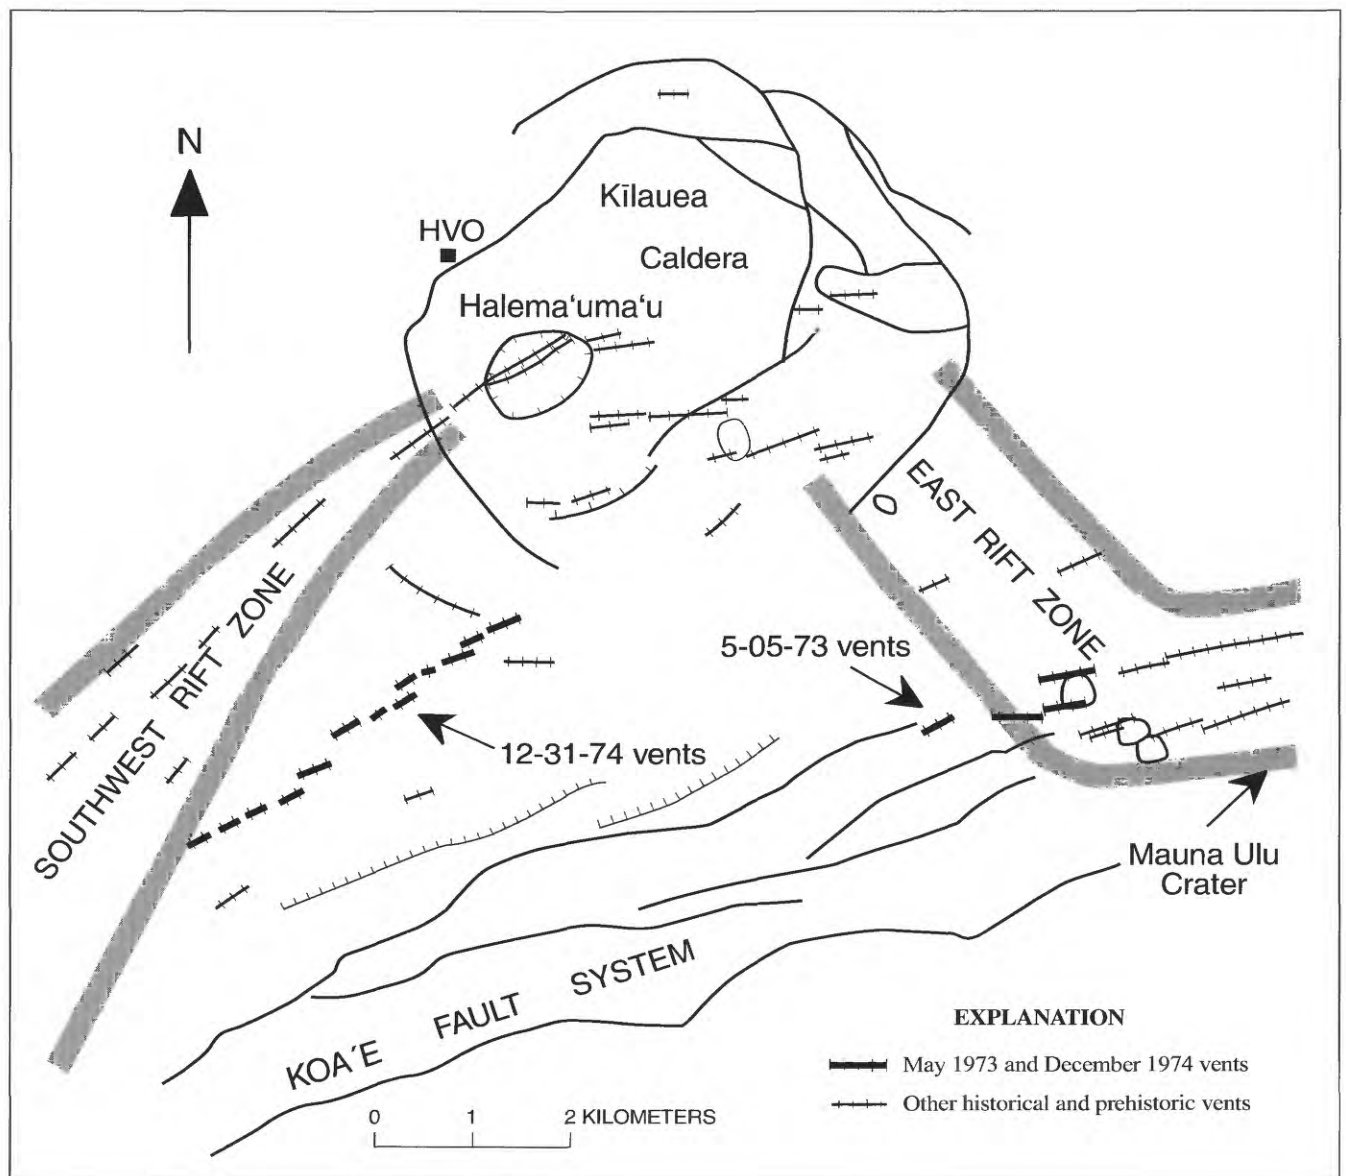 N
HVO
Kīlauea
Caldera
Halemaʻumaʻu
EAST RIFT ZONE
SOUTHWEST RIFT ZONE
5-05-73 vents
12-31-74 vents
Mauna Ulu
Crater
KOA´E FAULT SYSTEM
EXPLANATION
May 1973 and December 1974 vents
Other historical and prehistoric vents
0 1 2 KILOMETERS